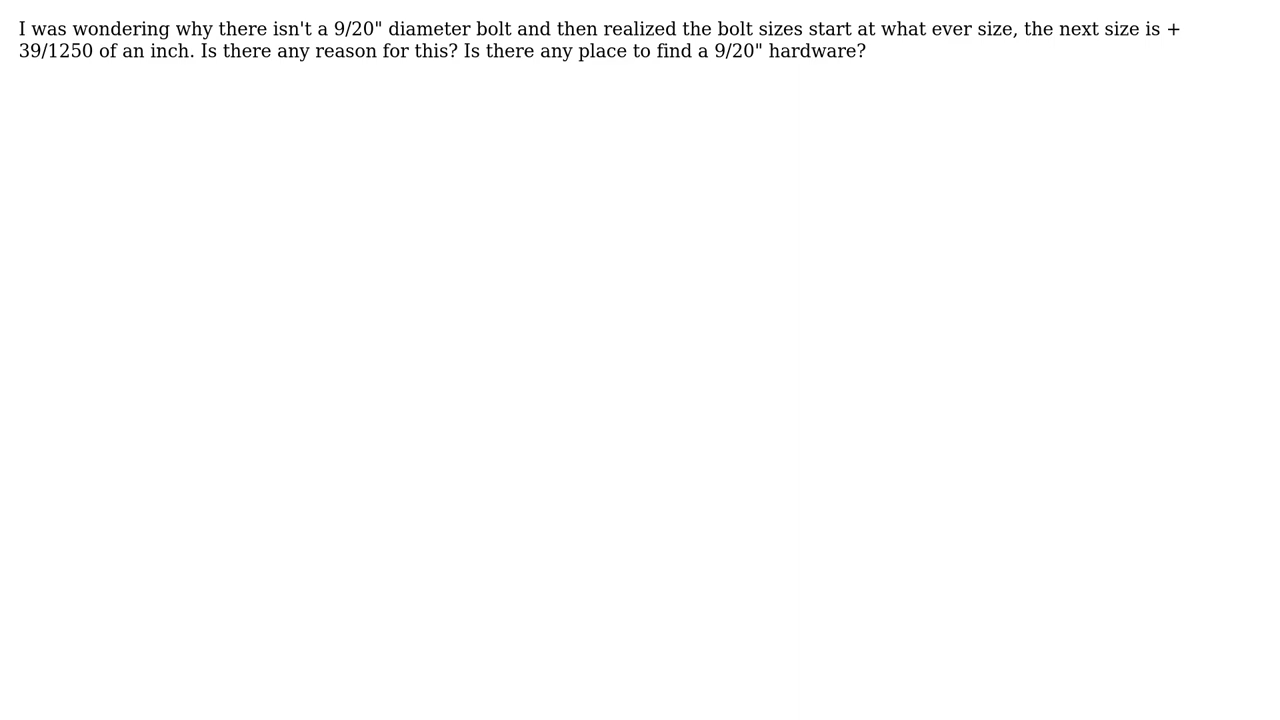 I was wondering why there isn't a 9/20" diameter bolt and then realized the bolt sizes start at what ever size, the next size is +
39/1250 of an inch. Is there any reason for this? Is there any place to find a 9/20" hardware?